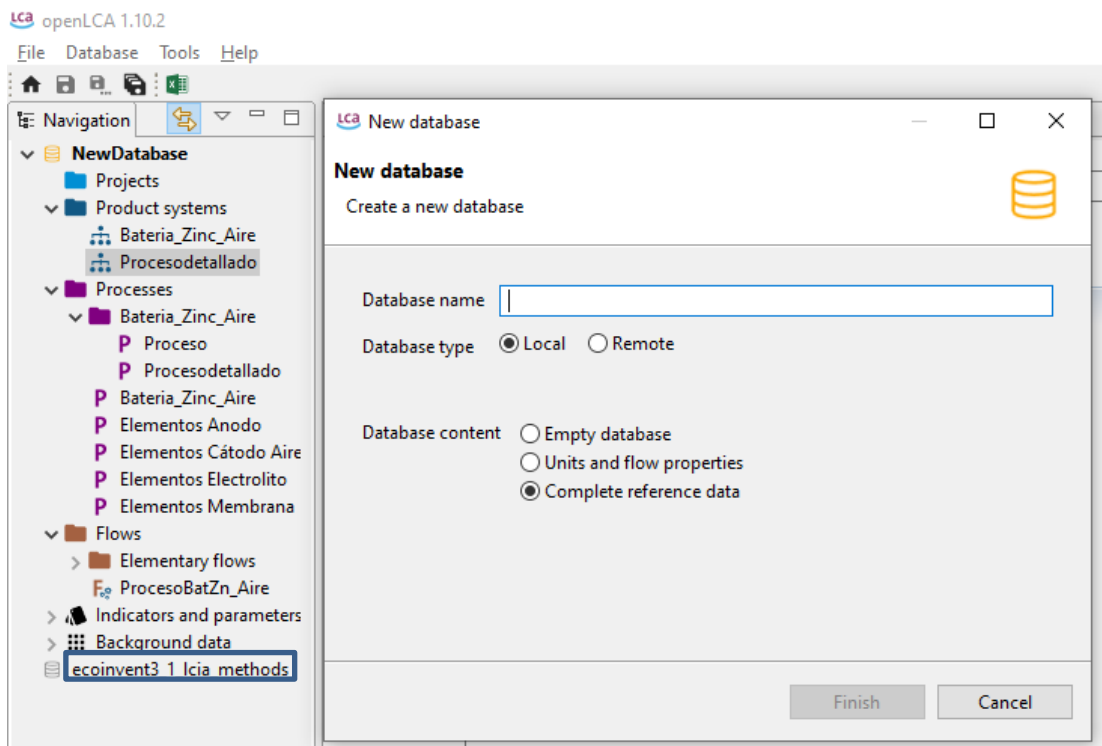 LCA openLCA 1.10.2
File Database Tools Help
Navigation
NewDatabase
Projects
Product systems
Bateria_Zinc_Aire
Procesodetallado
Processes
Bateria_Zinc_Aire
P Proceso
P Procesodetallado
P Bateria_Zinc_Aire
P Elementos Anodo
P Elementos Cátodo Aire
P Elementos Electrolito
P Elementos Membrana
Flows
Elementary flows
F ProcesoBatZn_Aire
Indicators and parameters
Background data
ecoinvent3_1_lcia_methods
LCA New database
New database
Create a new database
Database name
Database type Local Remote
Database content Empty database
Units and flow properties
Complete reference data
Finish Cancel